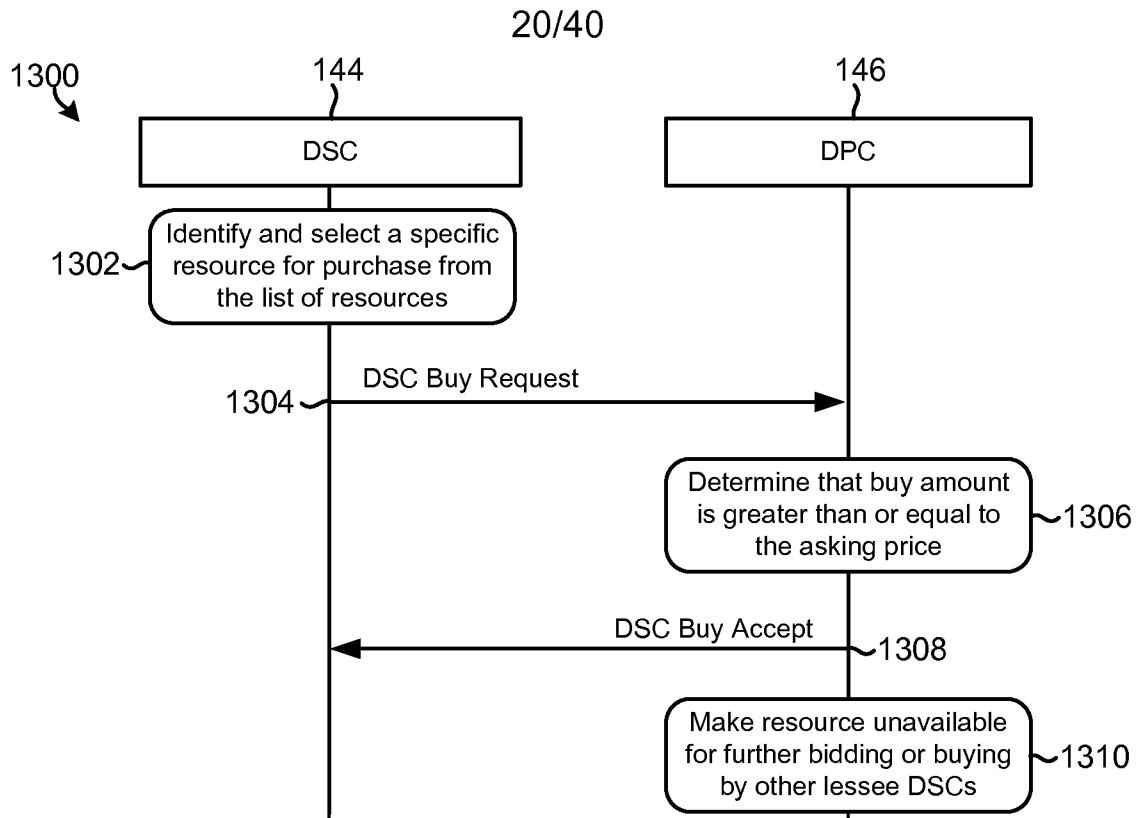 20/40
1300
144
146
DSC
DPC
Identify and select a specific
resource for purchase from
the list of resources
1302
DSC Buy Request
1304
Determine that buy amount
is greater than or equal to
the asking price
1306
DSC Buy Accept
1308
Make resource unavailable
for further bidding or buying
by other lessee DSCs
1310